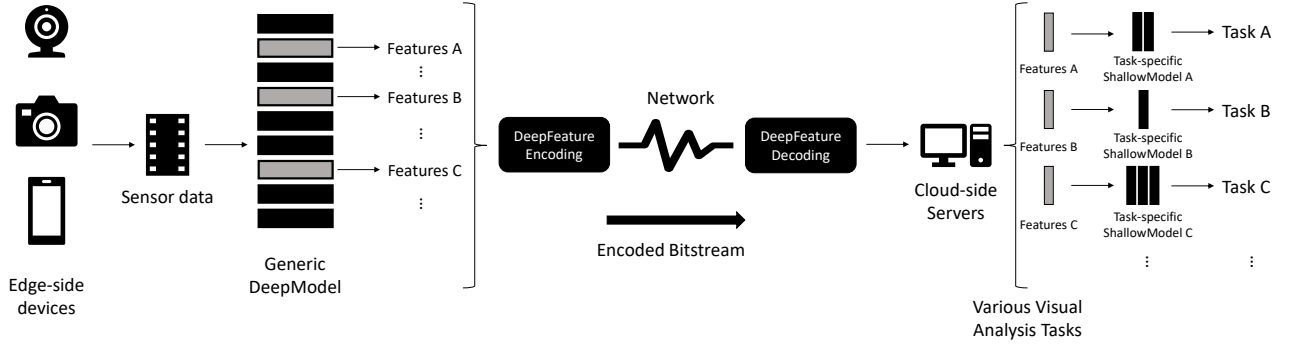 Edge-side
devices
Sensor data
Generic
DeepModel
Features A
⋮
Features B
⋮
Features C
⋮
DeepFeature
Encoding
Network
DeepFeature
Decoding
Encoded Bitstream
Cloud-side
Servers
Features A
Task-specific
ShallowModel A
Task A
Features B
Task-specific
ShallowModel B
Task B
Features C
Task-specific
ShallowModel C
Task C
⋮
⋮
Various Visual
Analysis Tasks